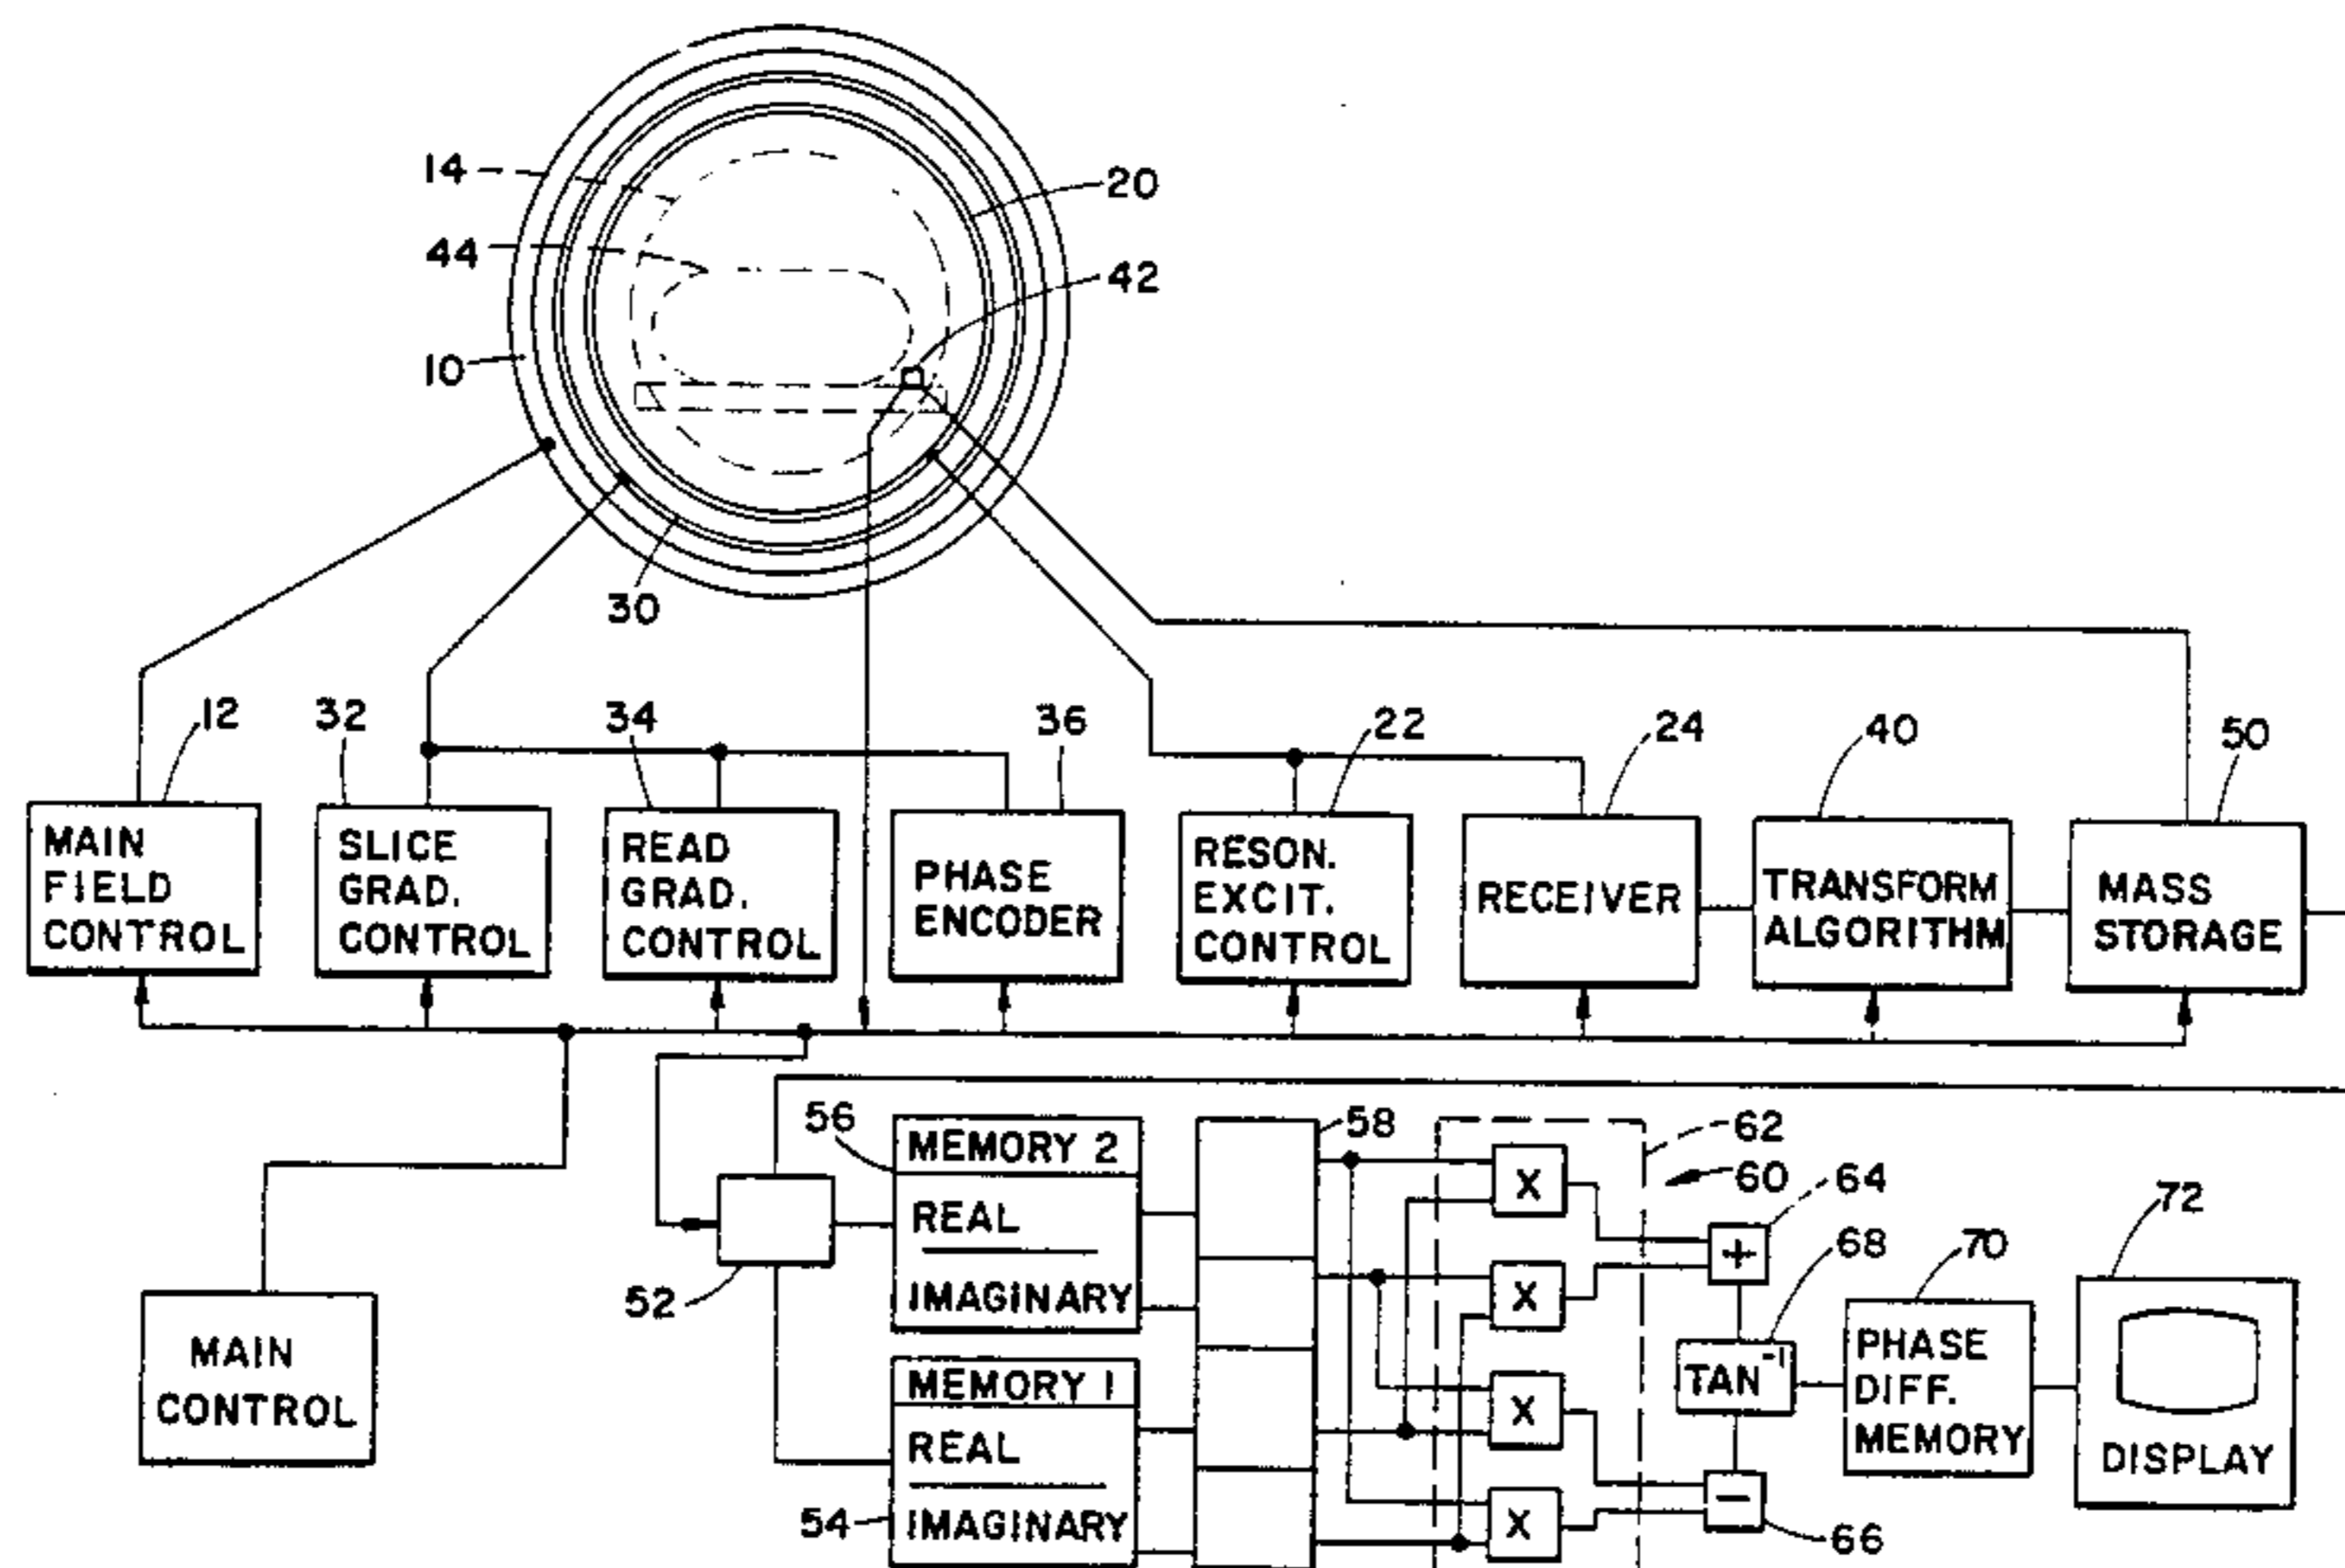 14
20
44
42
10
30
12
32
34
36
22
24
40
50
MAIN
FIELD
CONTROL
SLICE
GRAD.
CONTROL
READ
GRAD.
CONTROL
PHASE
ENCODER
RESON.
EXCIT.
CONTROL
RECEIVER
TRANSFORM
ALGORITHM
MASS
STORAGE
56
MEMORY 2
REAL
IMAGINARY
58
62
60
64
72
68
70
X
X
X
X
+
−
52
MAIN
CONTROL
MEMORY 1
REAL
IMAGINARY
54
TAN⁻¹
PHASE
DIFF.
MEMORY
DISPLAY
66